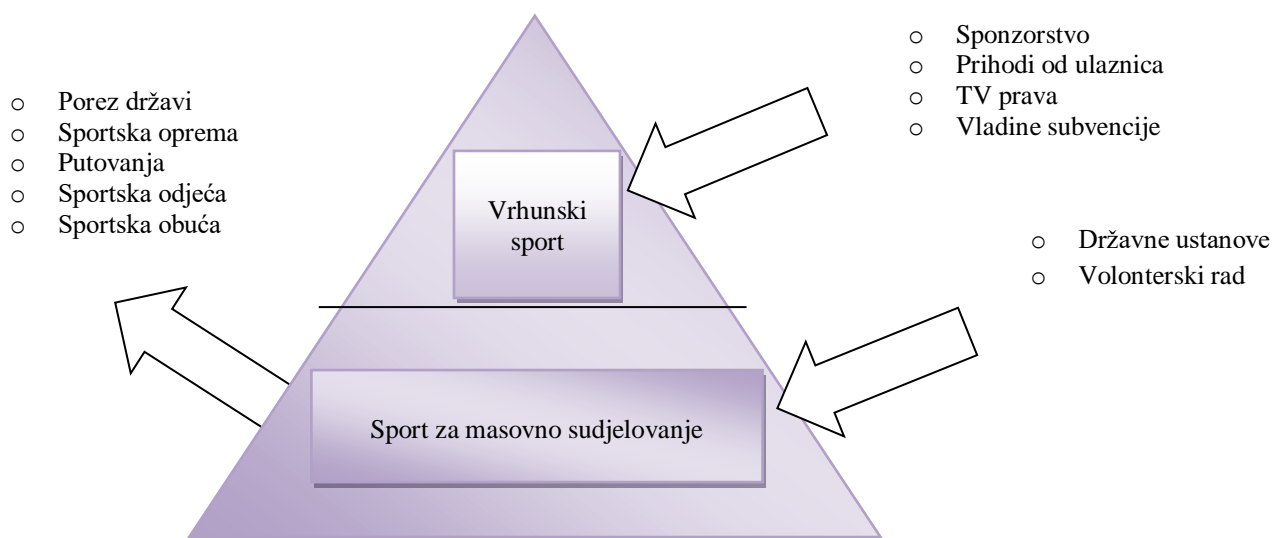 o Sponzorstvo
o Prihodi od ulaznica
o TV prava
o Vladine subvencije
o Porez državi
o Sportska oprema
o Putovanja
o Sportska odjeća
o Sportska obuća
Vrhunski
sport
o Državne ustanove
o Volonterski rad
Sport za masovno sudjelovanje